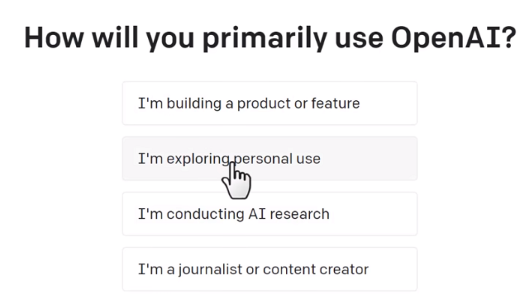 How will you primarily use OpenAI?
I'm building a product or feature
I'm exploring personal use
I'm conducting AI research
I'm a journalist or content creator